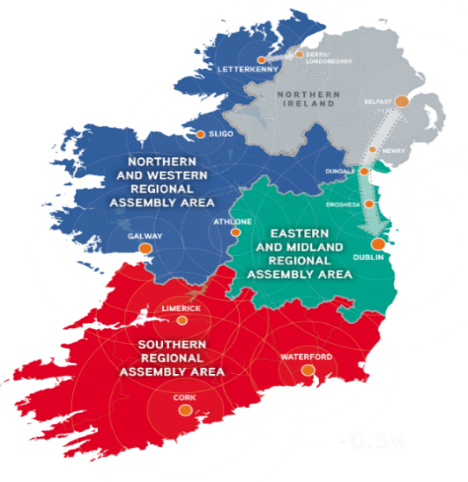 DERRY/
LONDONDERRY
LETTERKENNY
NORTHERN
IRELAND
BELFAST
SLIGO
NEWRY
NORTHERN
AND WESTERN
REGIONAL
ASSEMBLY AREA
DUNDALK
DROGHEDA
ATHLONE
GALWAY
EASTERN
AND MIDLAND
REGIONAL
ASSEMBLY AREA
DUBLIN
LIMERICK
SOUTHERN
REGIONAL
ASSEMBLY AREA
WATERFORD
CORK
-0.5%